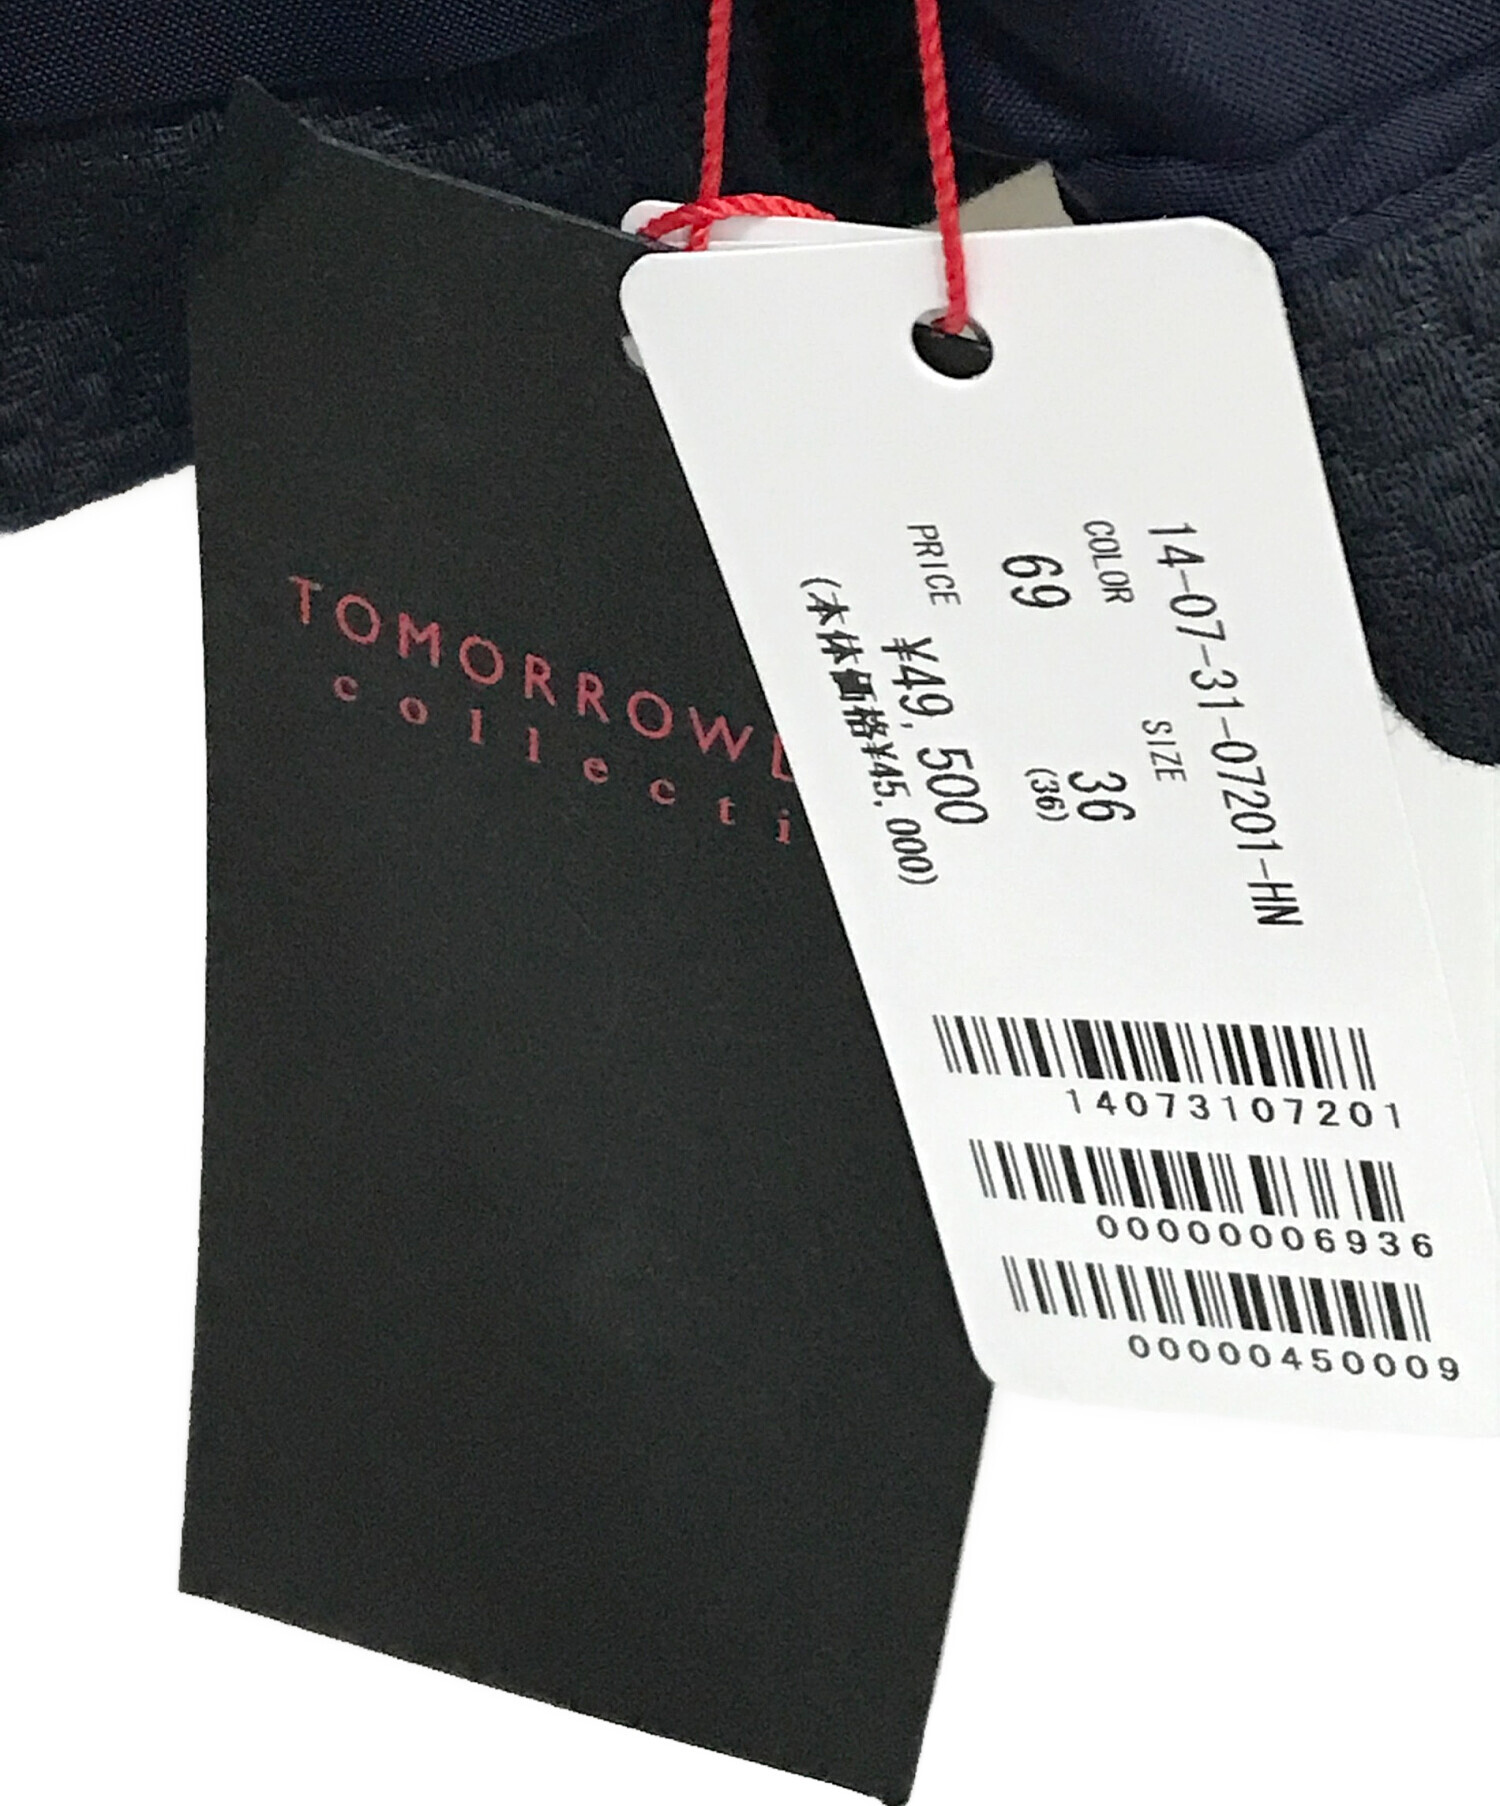 TOMORROWL
collecti
14-07-31-07201-HN
COLOR SIZE
69 36
(36)
PRICE ¥49,500
(本体価格¥45,000)
14073107201
00000006936
00000450009